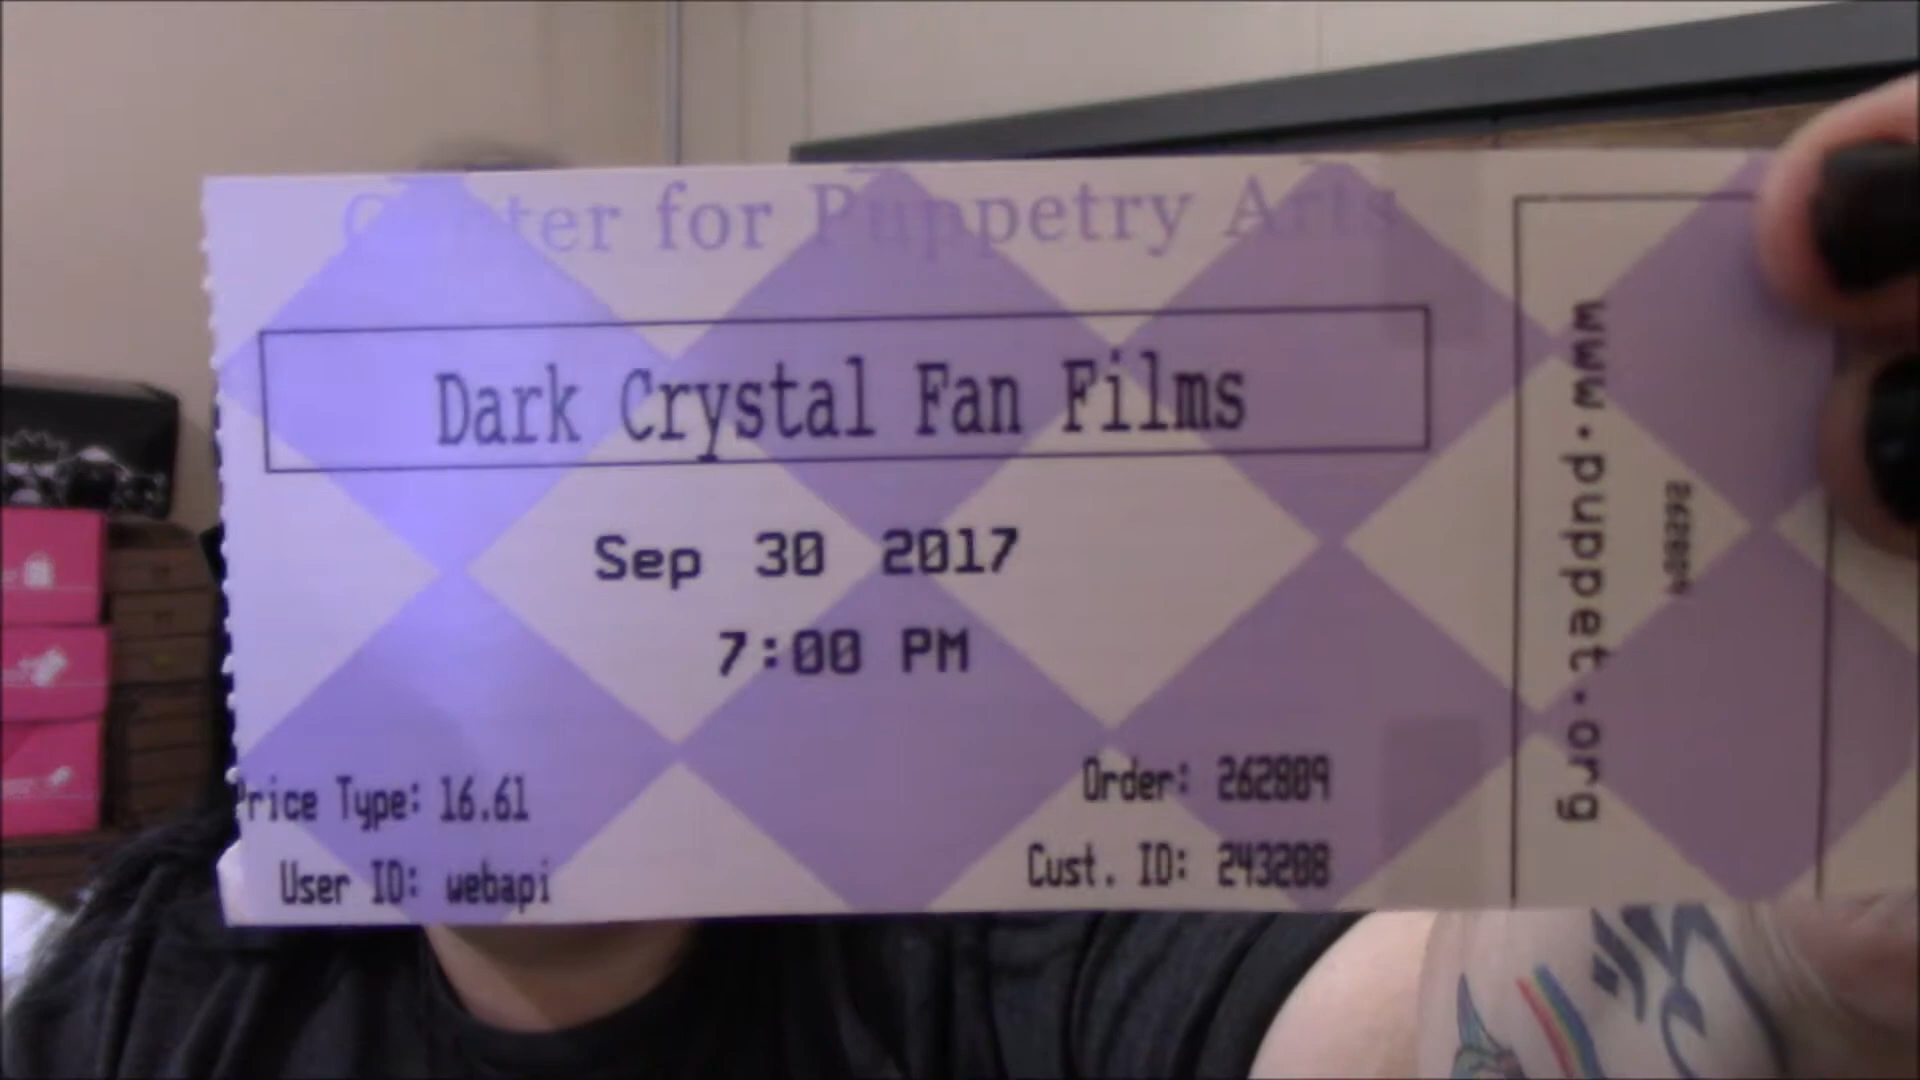 Center for Puppetry Arts
Dark Crystal Fan Films
Sep 30 2017
7:00 PM
Price Type: 16.61
User ID: webapi
Order: 262809
Cust. ID: 243208
www.puppet.org
262809